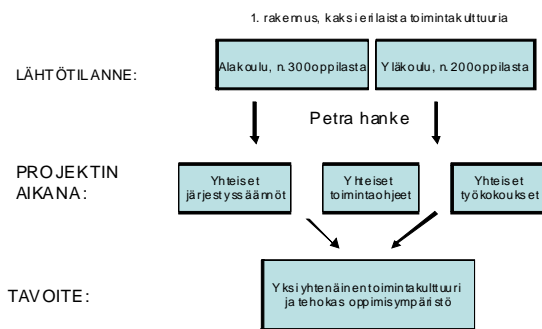 1. rakennus, kaksi erilaista toimintakulttuuria
LÄHTÖTILANNE:
Alakoulu, n.300 oppilasta
Yläkoulu, n.200 oppilasta
Petra hanke
PROJEKTIN
AIKANA:
Yhteiset
järjestyssäännöt
Yhteiset
toimintaohjeet
Yhteiset
työkokoukset
TAVOITE:
Yksi yhtenäinen toimintakulttuuri
ja tehokas oppimisympäristö